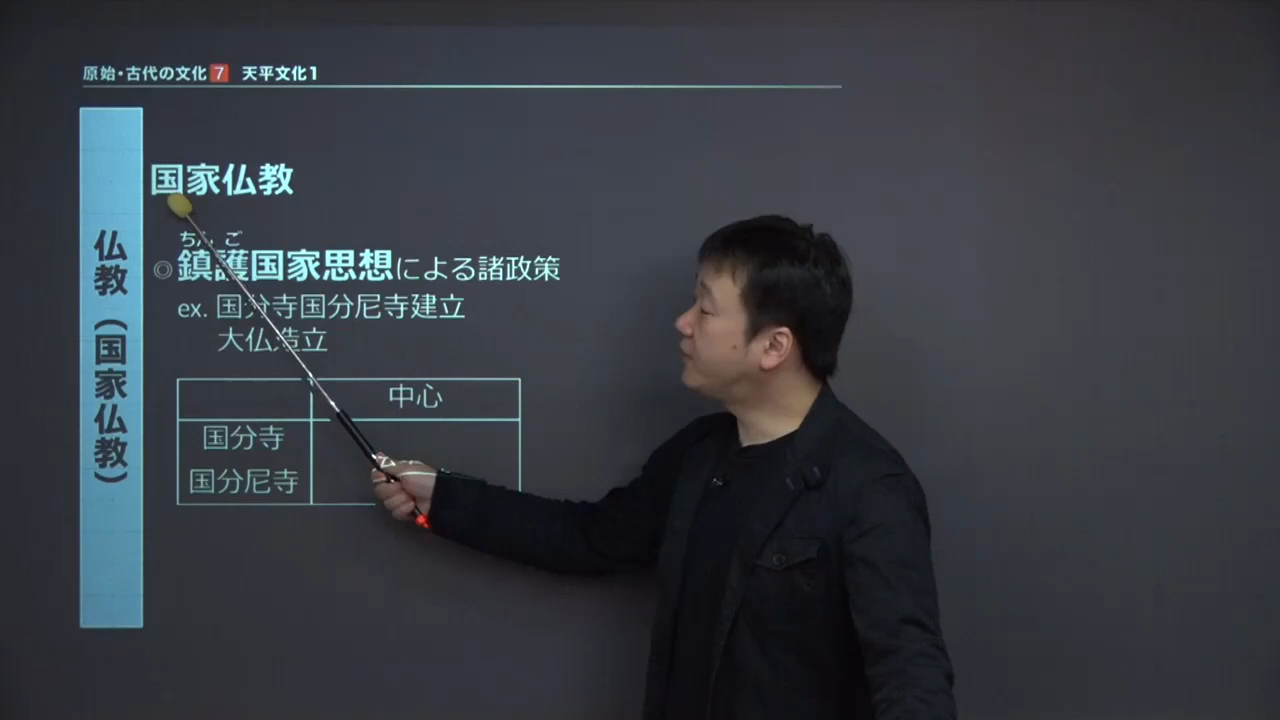 原始・古代の文化7 天平文化1
仏教（国家仏教）
国家仏教
ちんご
◎鎮護国家思想による諸政策
ex. 国分寺国分尼寺建立
大仏造立
中心
国分寺
国分尼寺